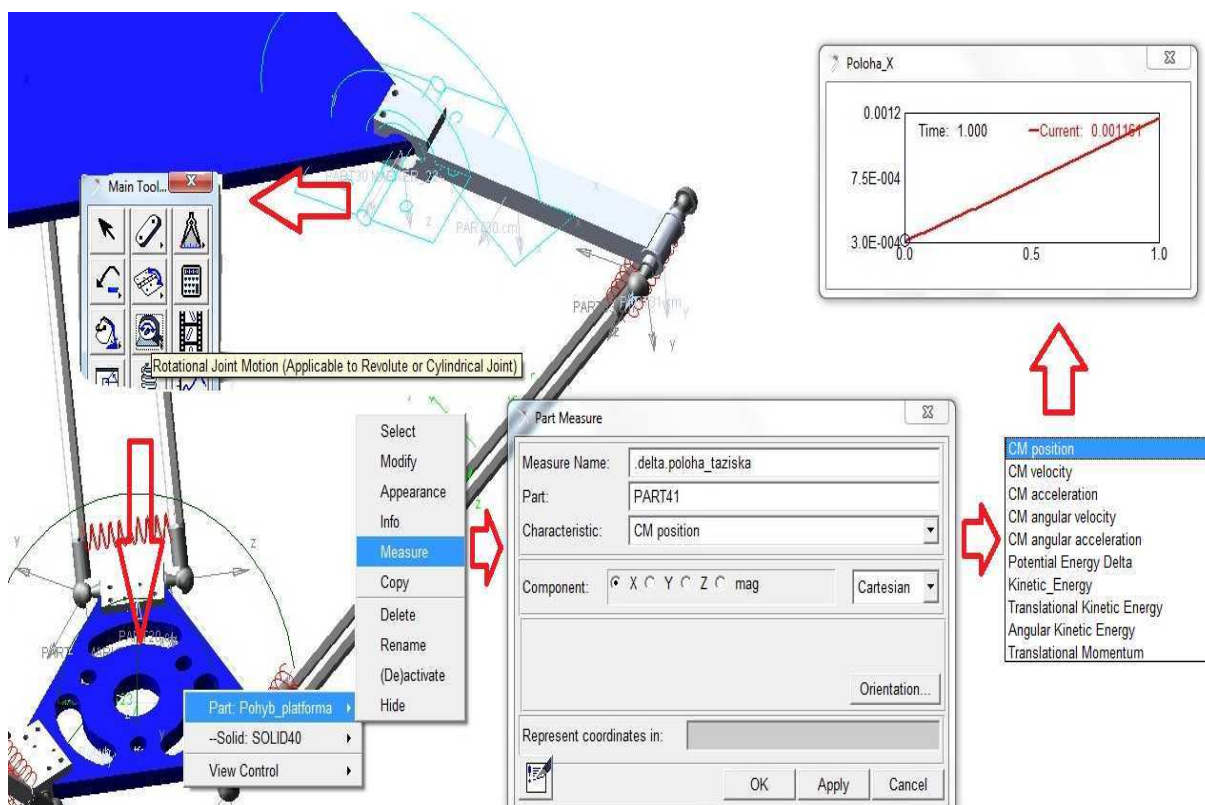 Main Tool...
Rotational Joint Motion (Applicable to Revolute or Cylindrical Joint)
PART30.cm
Poloha_X
0.0012
Time: 1.000
Current: 0.001161
7.5E-004
3.0E-004
0.0
0.5
1.0
Select
Modify
Appearance
Info
Measure
Copy
Delete
Rename
(De)activate
Hide
Part: Pohyb_platforma
--Solid: SOLID40
View Control
Part Measure
Measure Name: .delta.poloha_taziska
Part: PART41
Characteristic: CM position
Component: X Y Z mag Cartesian
Orientation...
Represent coordinates in:
OK Apply Cancel
CM position
CM velocity
CM acceleration
CM angular velocity
CM angular acceleration
Potential Energy Delta
Kinetic_Energy
Translational Kinetic Energy
Angular Kinetic Energy
Translational Momentum